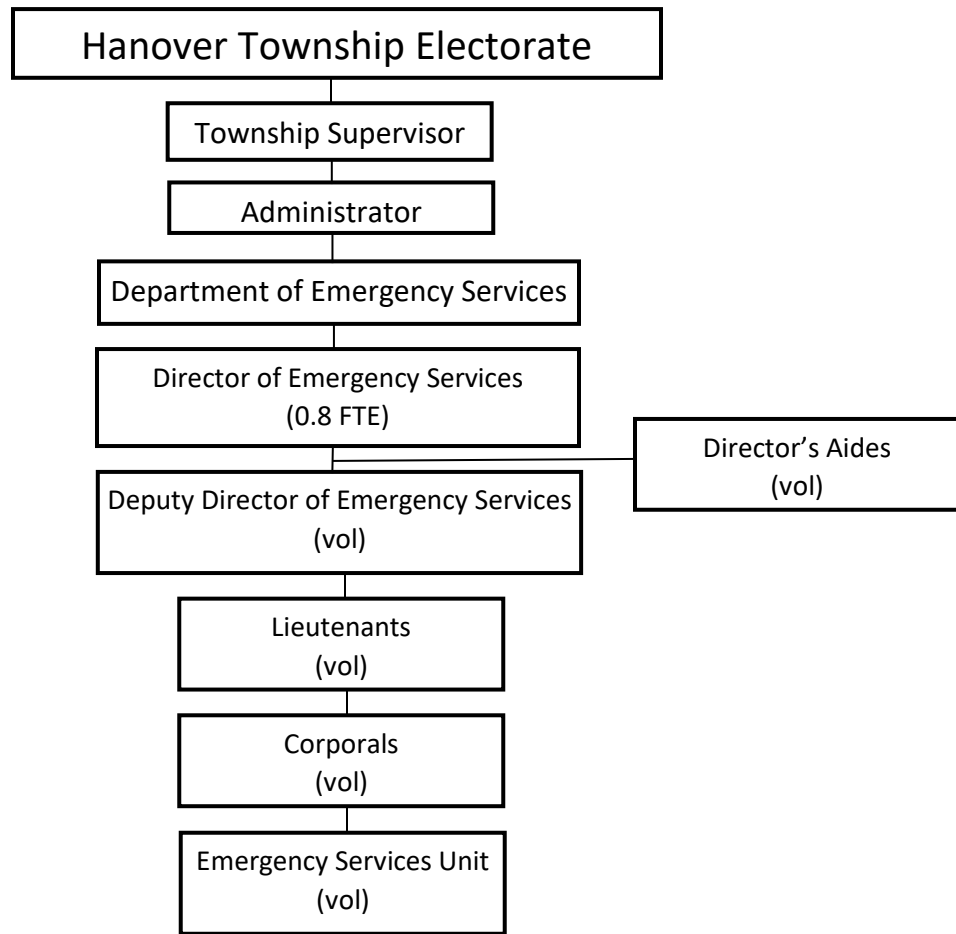 Hanover Township Electorate
Township Supervisor
Administrator
Department of Emergency Services
Director of Emergency Services
(0.8 FTE)
Director’s Aides
(vol)
Deputy Director of Emergency Services
(vol)
Lieutenants
(vol)
Corporals
(vol)
Emergency Services Unit
(vol)